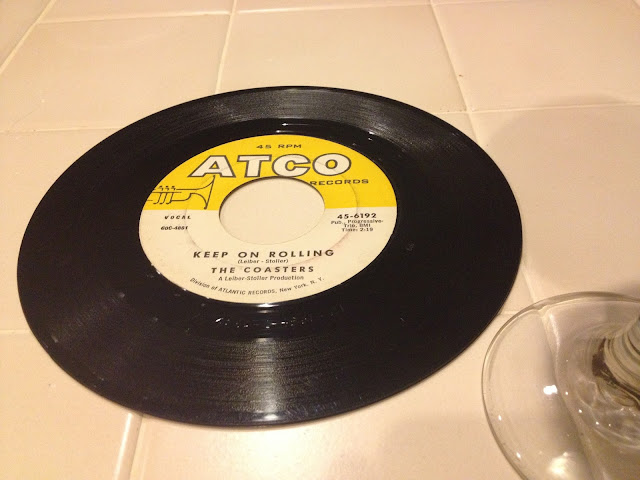 45 RPM
ATCO
RECORDS
VOCAL
60C-4881
45-6192
Pub., Progressive-
Trio, BMI
Time: 2:19
KEEP ON ROLLING
(Leiber - Stoller)
THE COASTERS
A Leiber-Stoller Production
Division of ATLANTIC RECORDS, New York, N. Y.